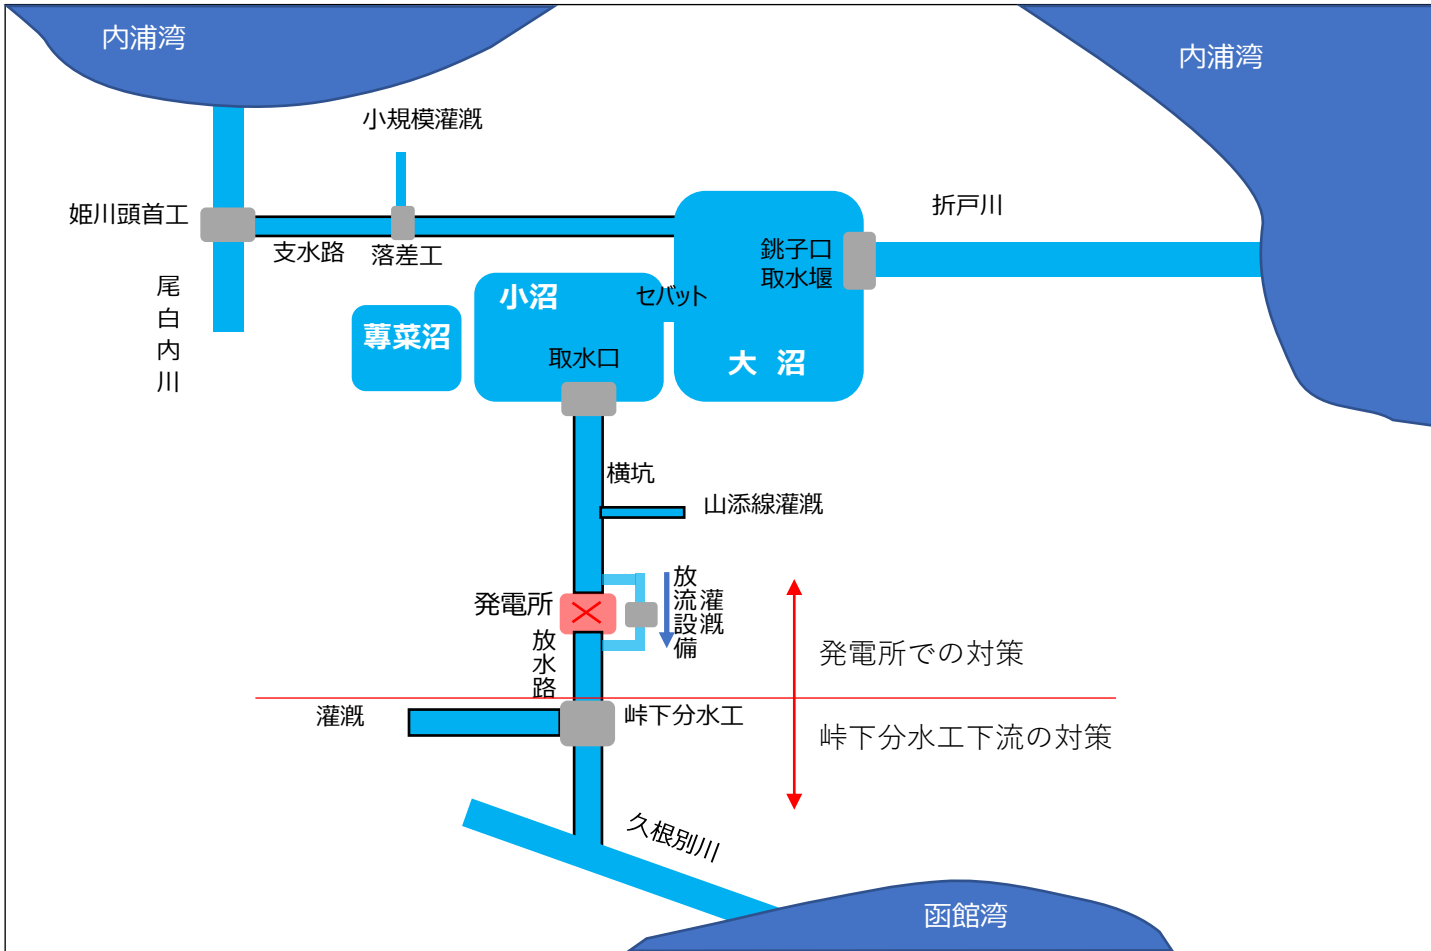 内浦湾
内浦湾
小規模灌漑
姫川頭首工
折戸川
支水路
落差工
銚子口
取水堰
尾白内川
小沼
セバット
蓴菜沼
取水口
大 沼
横坑
山添線灌漑
発電所
灌漑
放流設備
放水路
発電所での対策
灌漑
峠下分水工
峠下分水工下流の対策
久根別川
函館湾